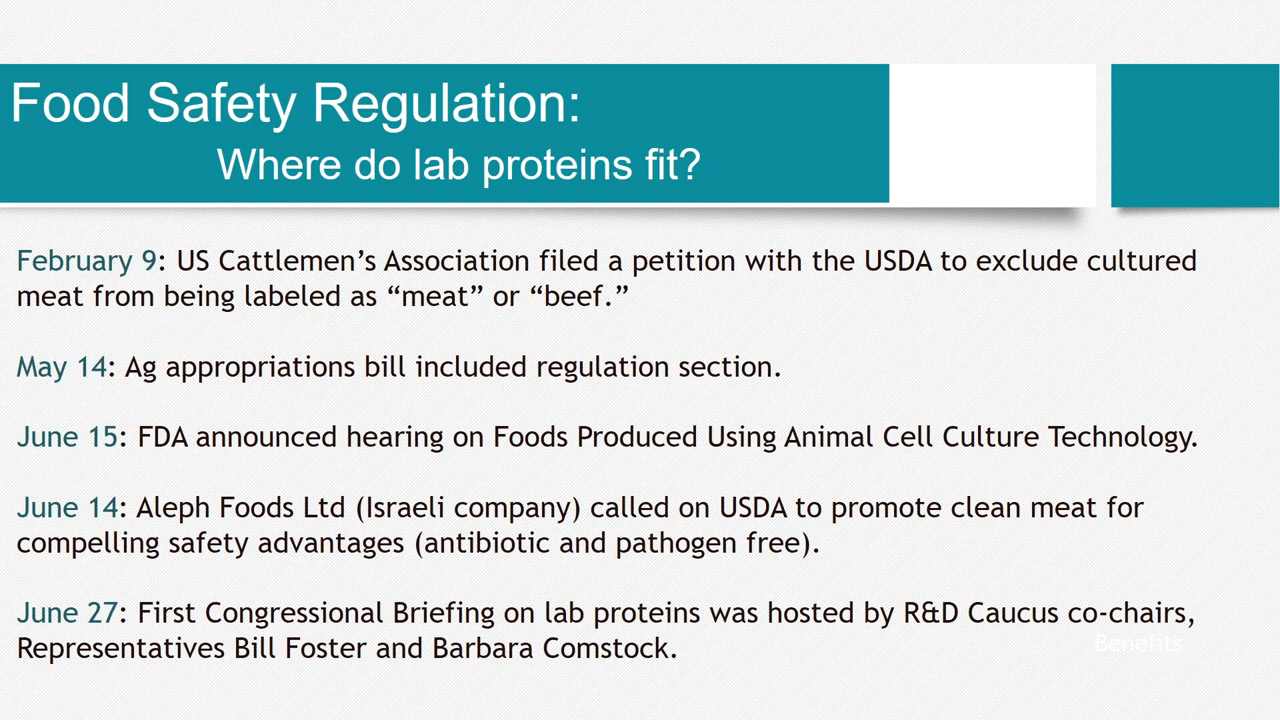 Food Safety Regulation:
Where do lab proteins fit?
February 9: US Cattlemen’s Association filed a petition with the USDA to exclude cultured
meat from being labeled as “meat” or “beef.”
May 14: Ag appropriations bill included regulation section.
June 15: FDA announced hearing on Foods Produced Using Animal Cell Culture Technology.
June 14: Aleph Foods Ltd (Israeli company) called on USDA to promote clean meat for
compelling safety advantages (antibiotic and pathogen free).
June 27: First Congressional Briefing on lab proteins was hosted by R&D Caucus co-chairs,
Representatives Bill Foster and Barbara Comstock.
Benefits